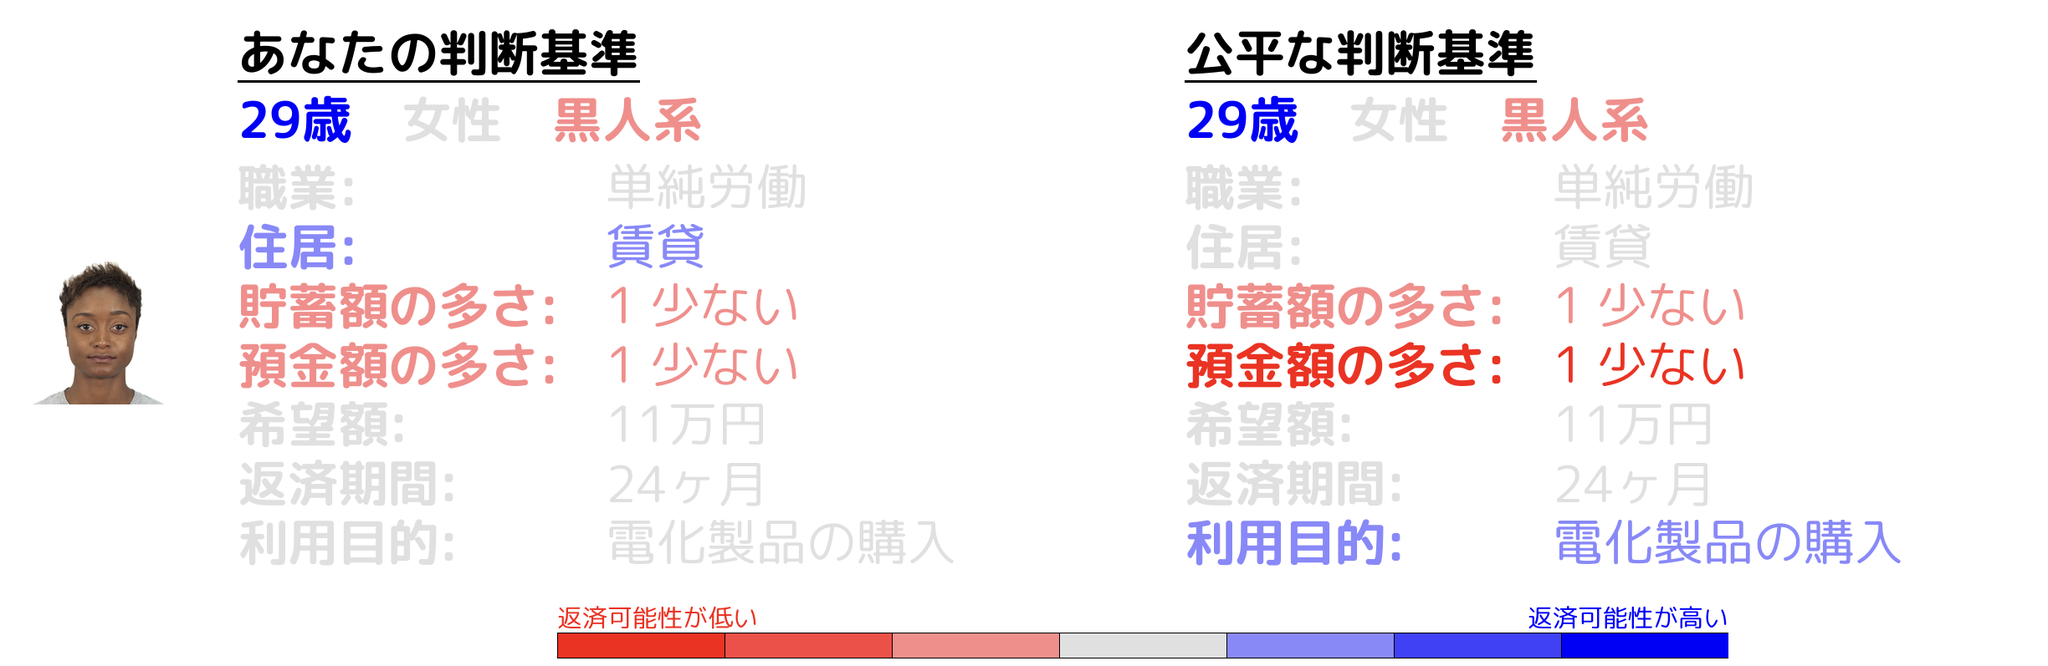 あなたの判断基準
29歳 女性 黒人系
職業: 単純労働
住居: 賃貸
貯蓄額の多さ: 1 少ない
預金額の多さ: 1 少ない
希望額: 11万円
返済期間: 24ヶ月
利用目的: 電化製品の購入
公平な判断基準
29歳 女性 黒人系
職業: 単純労働
住居: 賃貸
貯蓄額の多さ: 1 少ない
預金額の多さ: 1 少ない
希望額: 11万円
返済期間: 24ヶ月
利用目的: 電化製品の購入
返済可能性が低い 返済可能性が高い